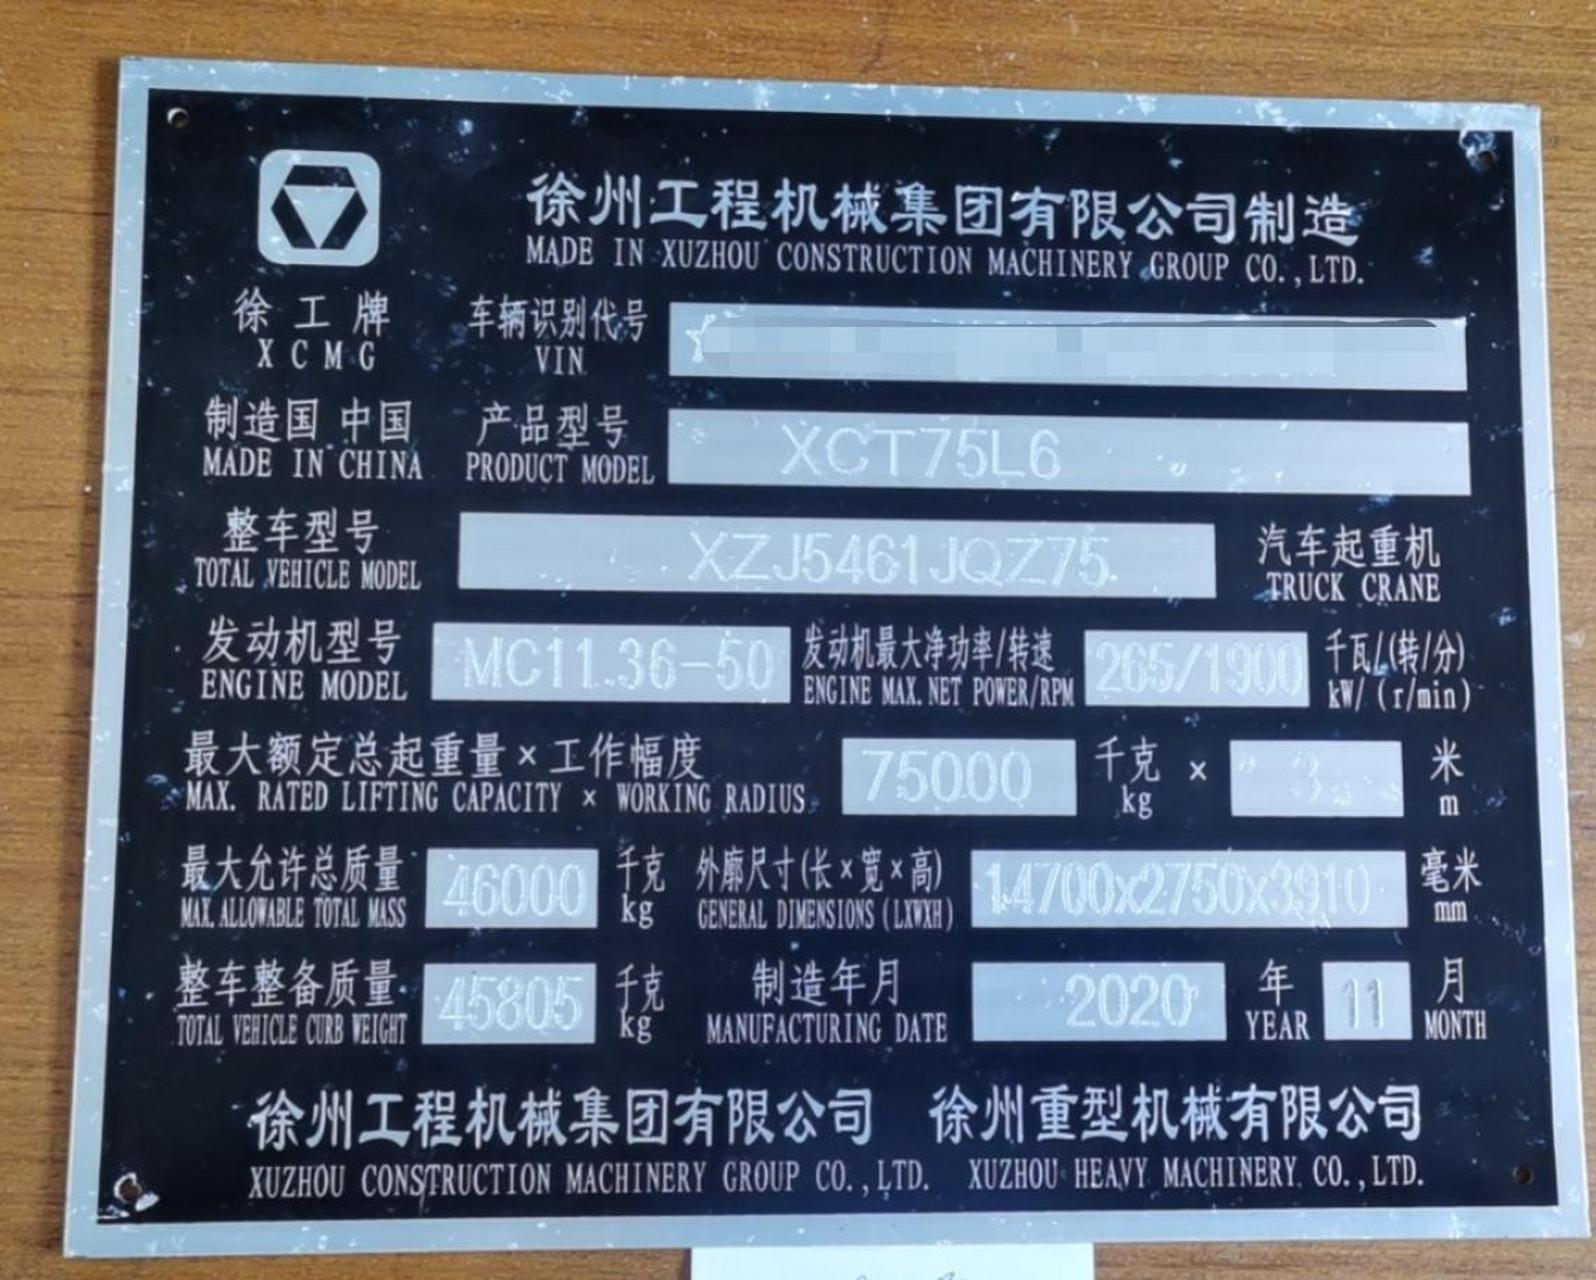 徐州工程机械集团有限公司制造
MADE IN XUZHOU CONSTRUCTION MACHINERY GROUP CO.,LTD.
徐工牌 车辆识别代号
XCMG VIN
制造国 中国 产品型号 XCT75L6
MADE IN CHINA PRODUCT MODEL
整车型号 XZJ5461JQZ75 汽车起重机
TOTAL VEHICLE MODEL TRUCK CRANE
发动机型号 MC11.36-50 发动机最大净功率/转速 265/1900 千瓦/(转/分)
ENGINE MODEL ENGINE MAX. NET POWER/RPM kW/ (r/min)
最大额定总起重量×工作幅度 75000 千克 × 3 米
MAX. RATED LIFTING CAPACITY × WORKING RADIUS kg m
最大允许总质量 46000 千克 外廓尺寸(长×宽×高) 14700x2750x3910 毫米
MAX. ALLOWABLE TOTAL MASS kg GENERAL DIMENSIONS (LXWXH) mm
整车整备质量 45805 千克 制造年月 2020 年 11 月
TOTAL VEHICLE CURB WEIGHT kg MANUFACTURING DATE YEAR MONTH
徐州工程机械集团有限公司 徐州重型机械有限公司
XUZHOU CONSTRUCTION MACHINERY GROUP CO.,LTD. XUZHOU HEAVY MACHINERY CO.,LTD.